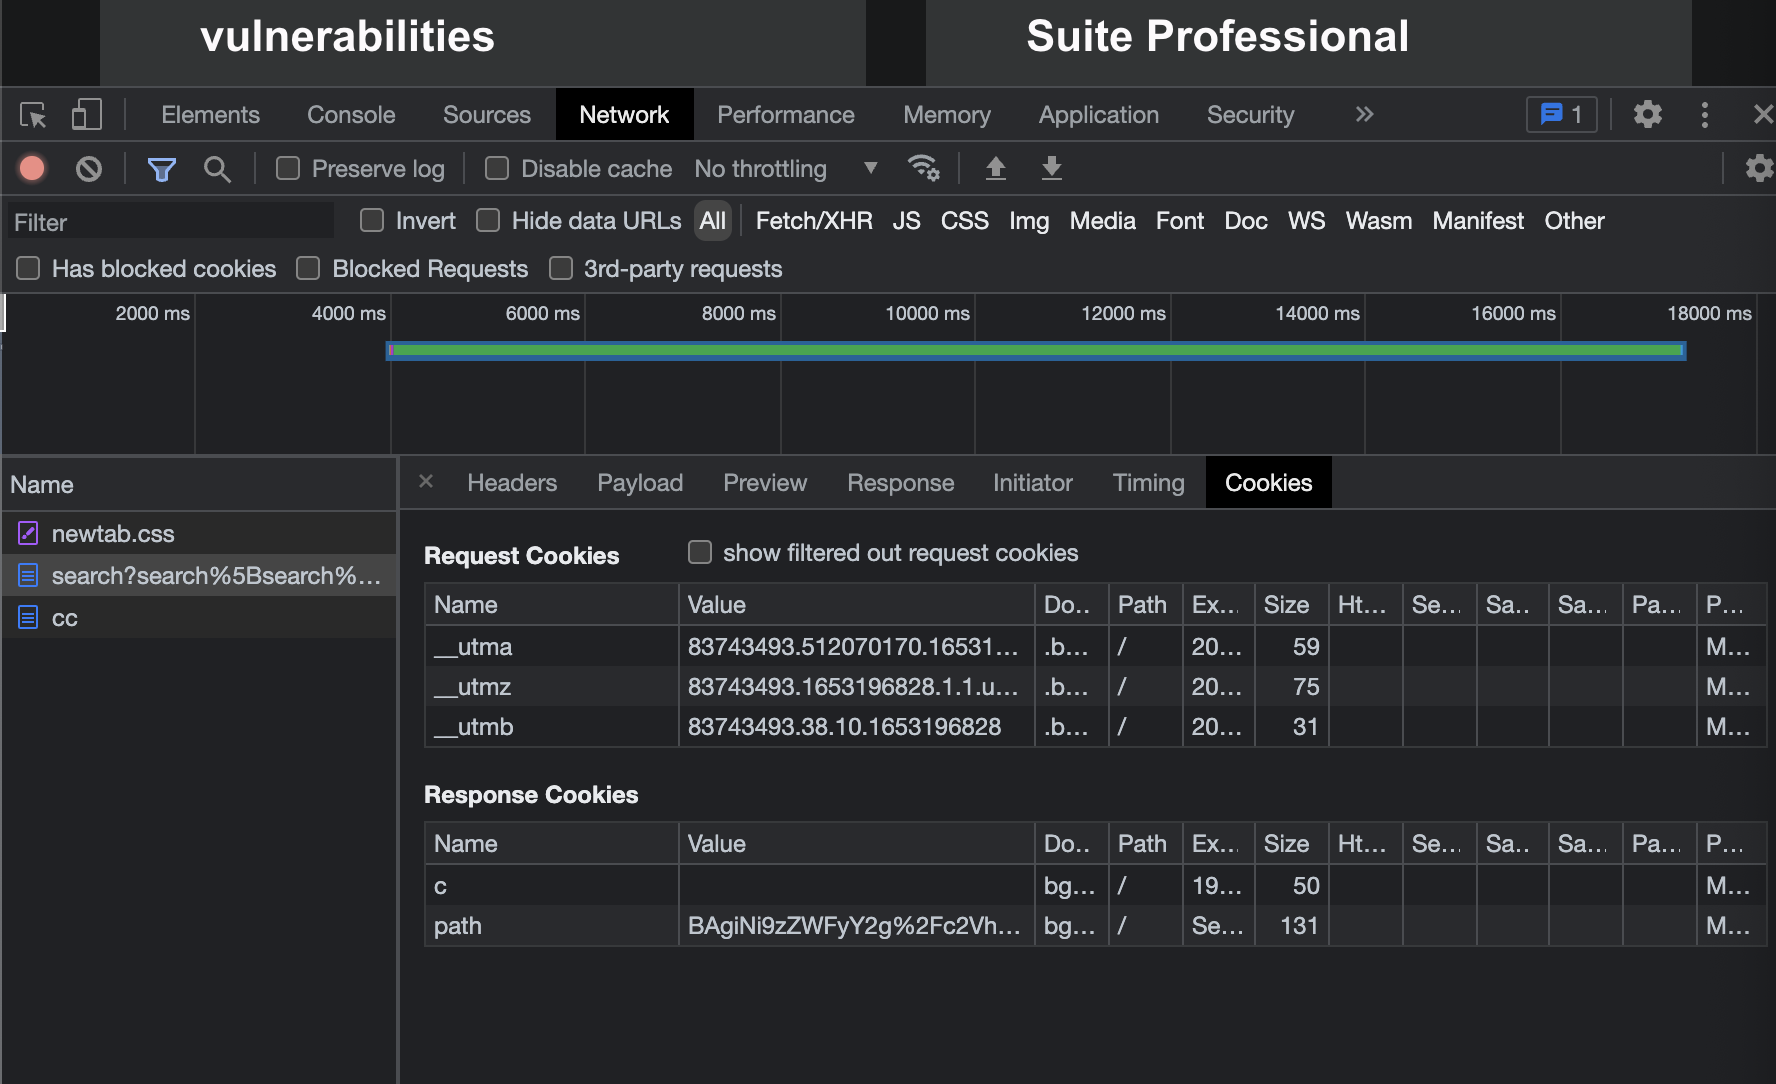 vulnerabilities Suite Professional
Elements Console Sources Network Performance Memory Application Security » 1
Preserve log Disable cache No throttling
Filter Invert Hide data URLs All Fetch/XHR JS CSS Img Media Font Doc WS Wasm Manifest Other
Has blocked cookies Blocked Requests 3rd-party requests
2000 ms 4000 ms 6000 ms 8000 ms 10000 ms 12000 ms 14000 ms 16000 ms 18000 ms
Name
newtab.css
search?search%5Bsearch%...
cc
× Headers Payload Preview Response Initiator Timing Cookies
Request Cookies show filtered out request cookies
Name Value Do.. Path Ex... Size Ht... Se... Sa.. Sa... Pa... P...
__utma 83743493.512070170.16531... .b... / 20... 59 M...
__utmz 83743493.1653196828.1.1.u... .b... / 20... 75 M...
__utmb 83743493.38.10.1653196828 .b... / 20... 31 M...
Response Cookies
Name Value Do.. Path Ex... Size Ht... Se... Sa.. Sa... Pa... P...
c bg... / 19... 50 M...
path BAgiNi9zZWFyY2g%2Fc2Vh... bg... / Se... 131 M...